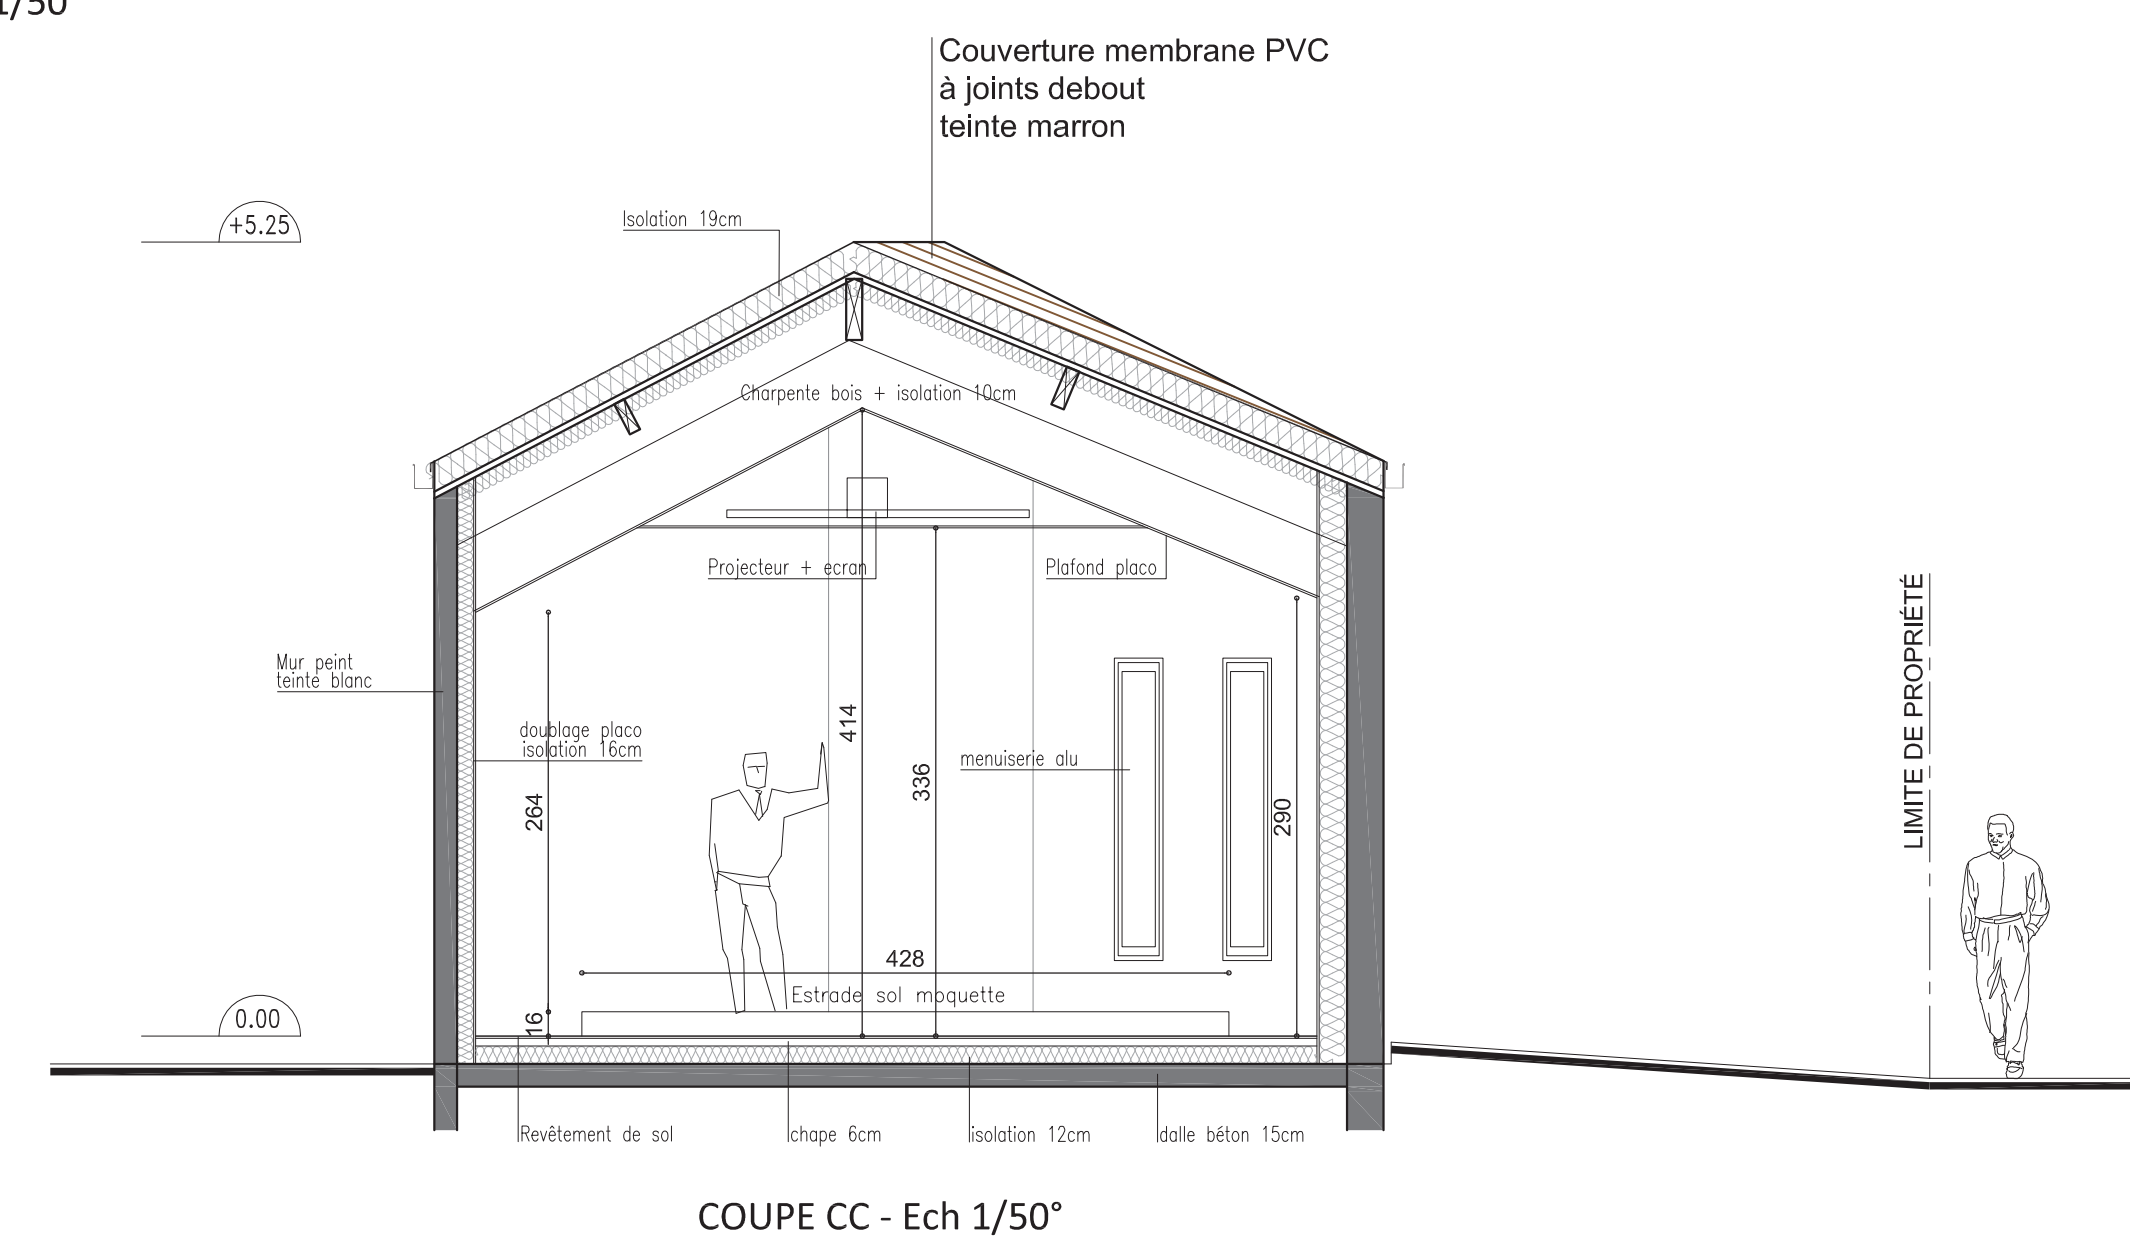 1/50
Couverture membrane PVC
à joints debout
teinte marron
+5.25
Isolation 19cm
Charpente bois + isolation 10cm
Projecteur + ecran
Plafond placo
LIMITE DE PROPRIÉTÉ
Mur peint
teinte blanc
doublage placo
isolation 16cm
414
336
264
290
menuiserie alu
428
Estrade sol moquette
16
0.00
Revêtement de sol
chape 6cm
isolation 12cm
dalle béton 15cm
COUPE CC - Ech 1/50°